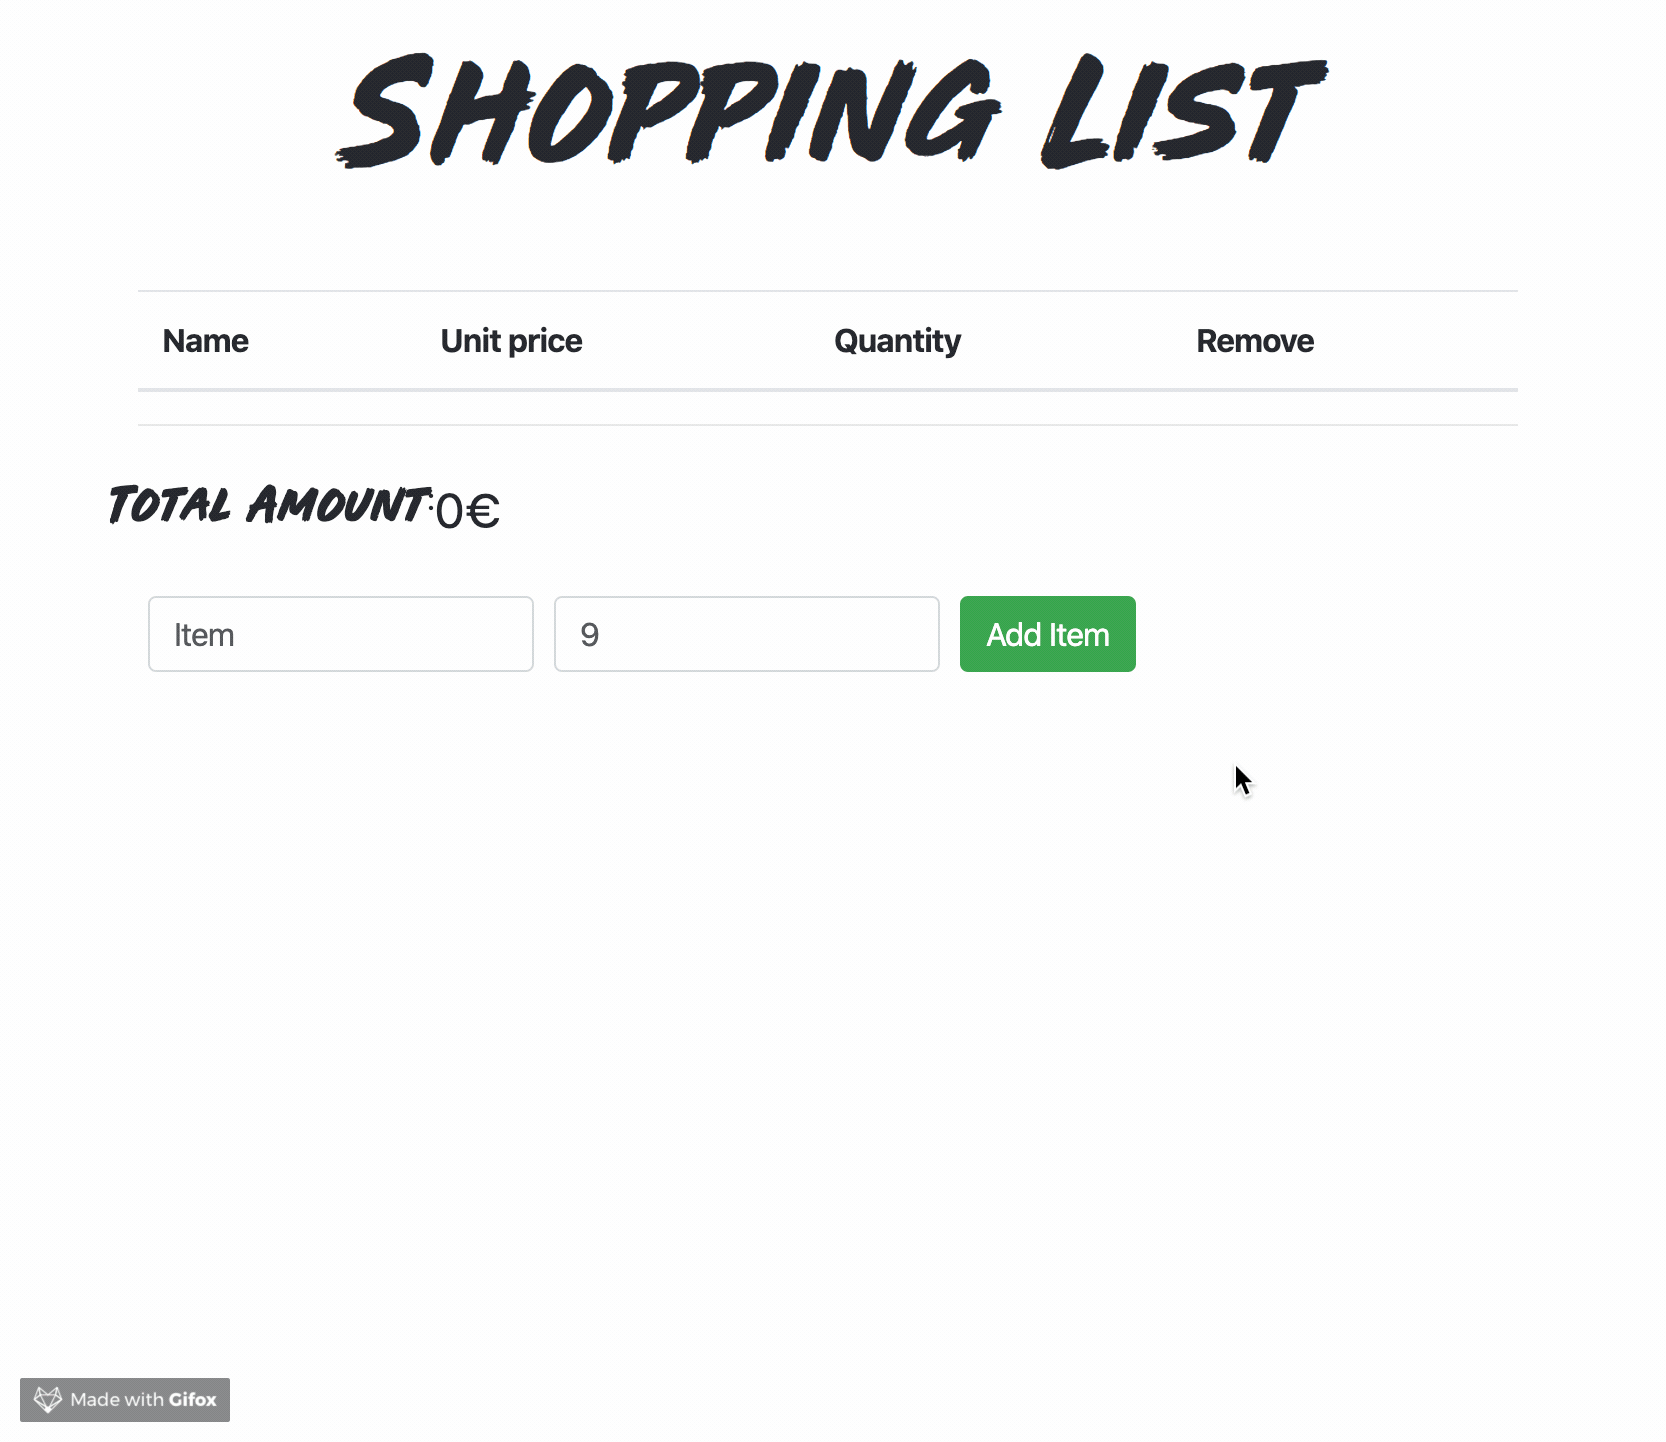 Shopping List
Name Unit price Quantity Remove
Total Amount:0€
Item 9 Add Item
Made with Gifox